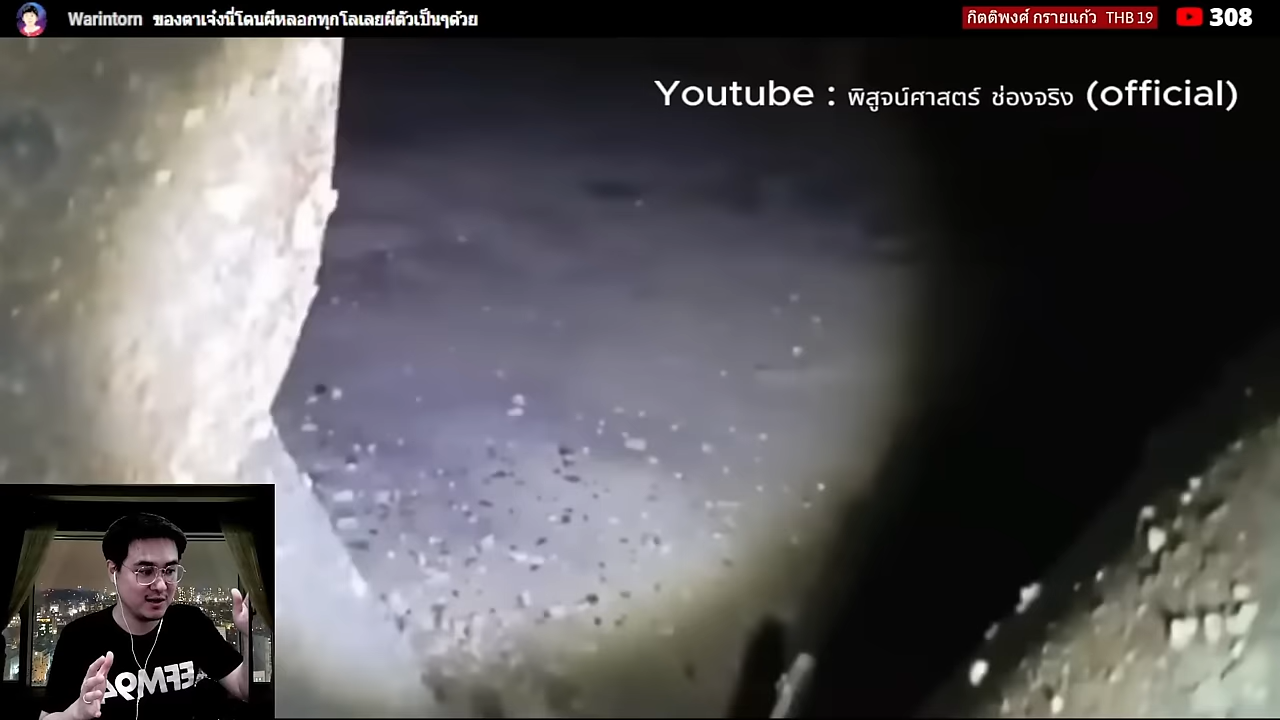 Warintorn ของตาเจ๋งนี่โดนผีหลอกทุกโลเลยผีตัวเป็นๆด้วย
กิตติพงศ์ กรายแก้ว THB 19
308
Youtube : พิสูจน์ศาสตร์ ช่องจริง (official)
EFM94